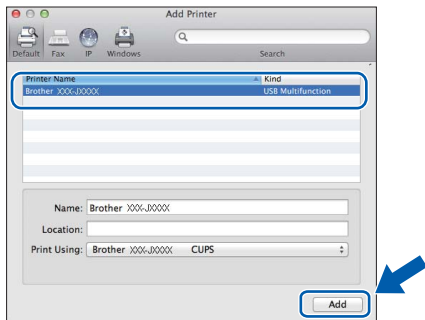 Add Printer
Default Fax IP Windows Search
Printer Name Kind
Brother XXX-JXXXX USB Multifunction
Name: Brother XXX-JXXXX
Location:
Print Using: Brother XXX-JXXXX CUPS
Add